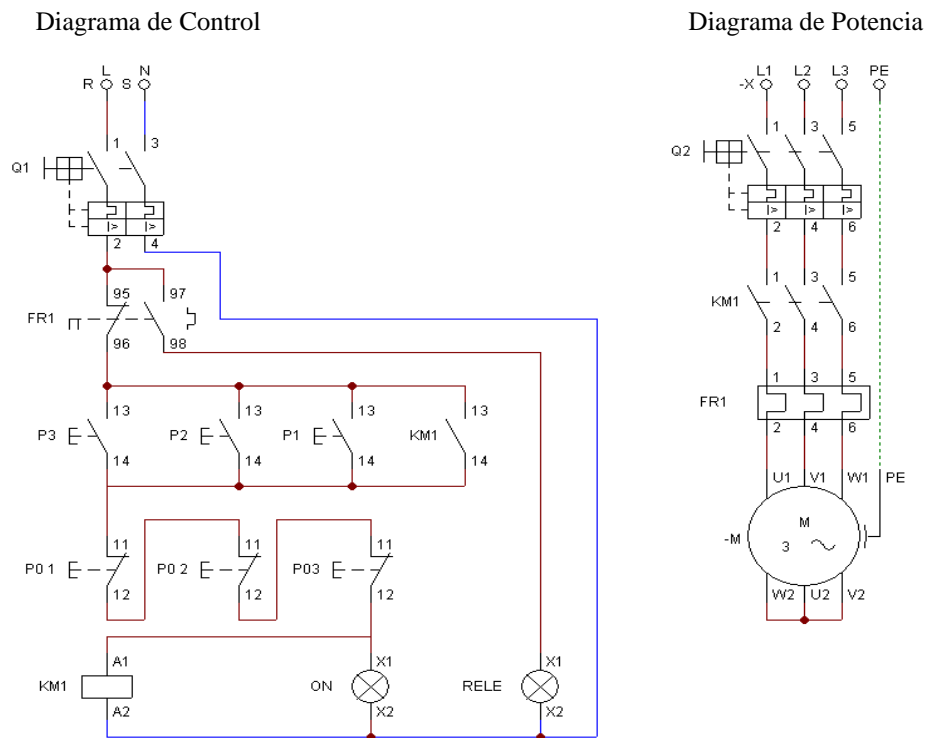 Diagrama de Control
Diagrama de Potencia
L N
R S
1 3
Q1
I> I>
2 4
95 97
FR1
96 98
13 13 13 13
P3 P2 P1 KM1
14 14 14 14
11 11 11
P0 1 P0 2 P03
12 12 12
A1 X1 X1
KM1 ON RELE
A2 X2 X2
L1 L2 L3 PE
-X
1 3 5
Q2
I> I> I>
2 4 6
1 3 5
KM1
2 4 6
1 3 5
FR1
2 4 6
U1 V1 W1 PE
M
-M
3
W2 U2 V2